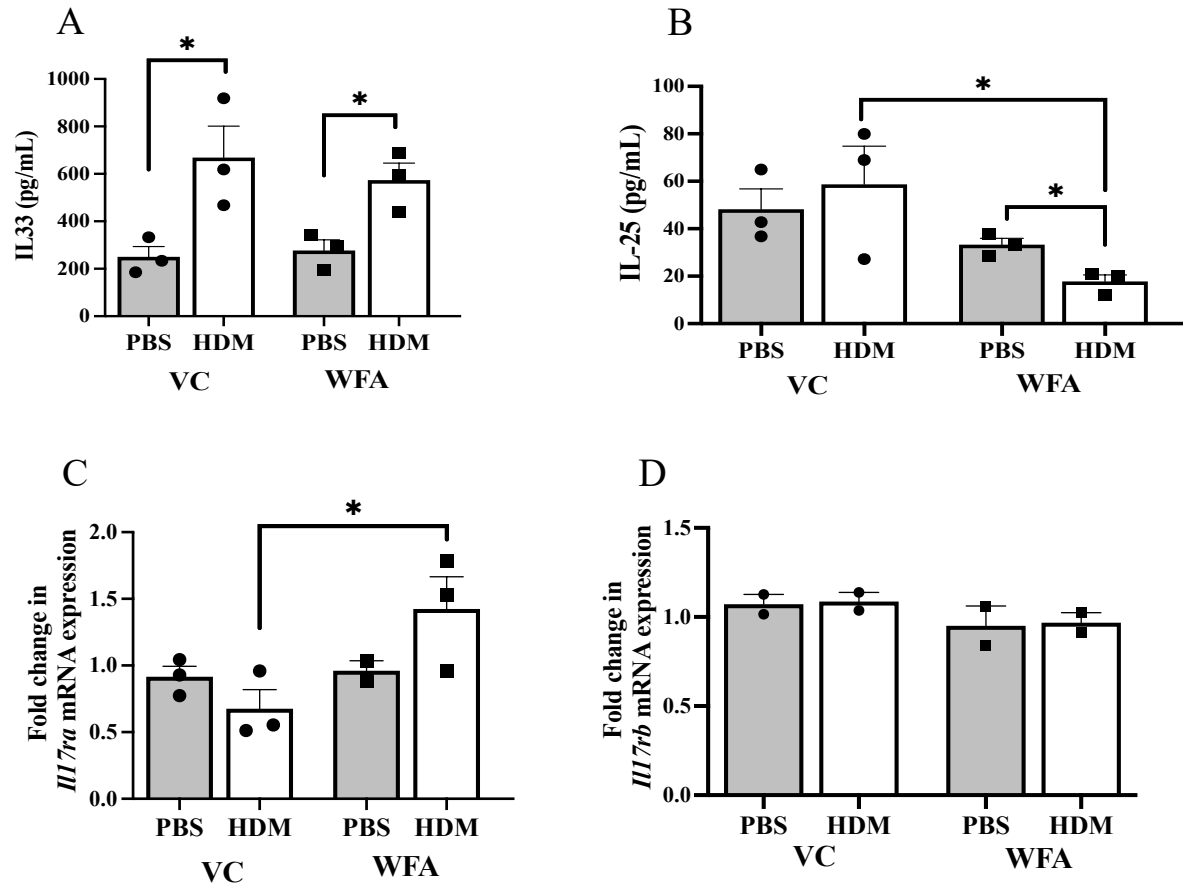 A
*
*
IL33 (pg/mL)
1000
800
600
400
200
0
PBS HDM PBS HDM
VC WFA
B
*
*
IL-25 (pg/mL)
100
80
60
40
20
0
PBS HDM PBS HDM
VC WFA
C
*
Fold change in
Il17ra mRNA expression
2.0
1.5
1.0
0.5
0.0
PBS HDM PBS HDM
VC WFA
D
Fold change in
Il17rb mRNA expression
1.5
1.0
0.5
0.0
PBS HDM PBS HDM
VC WFA